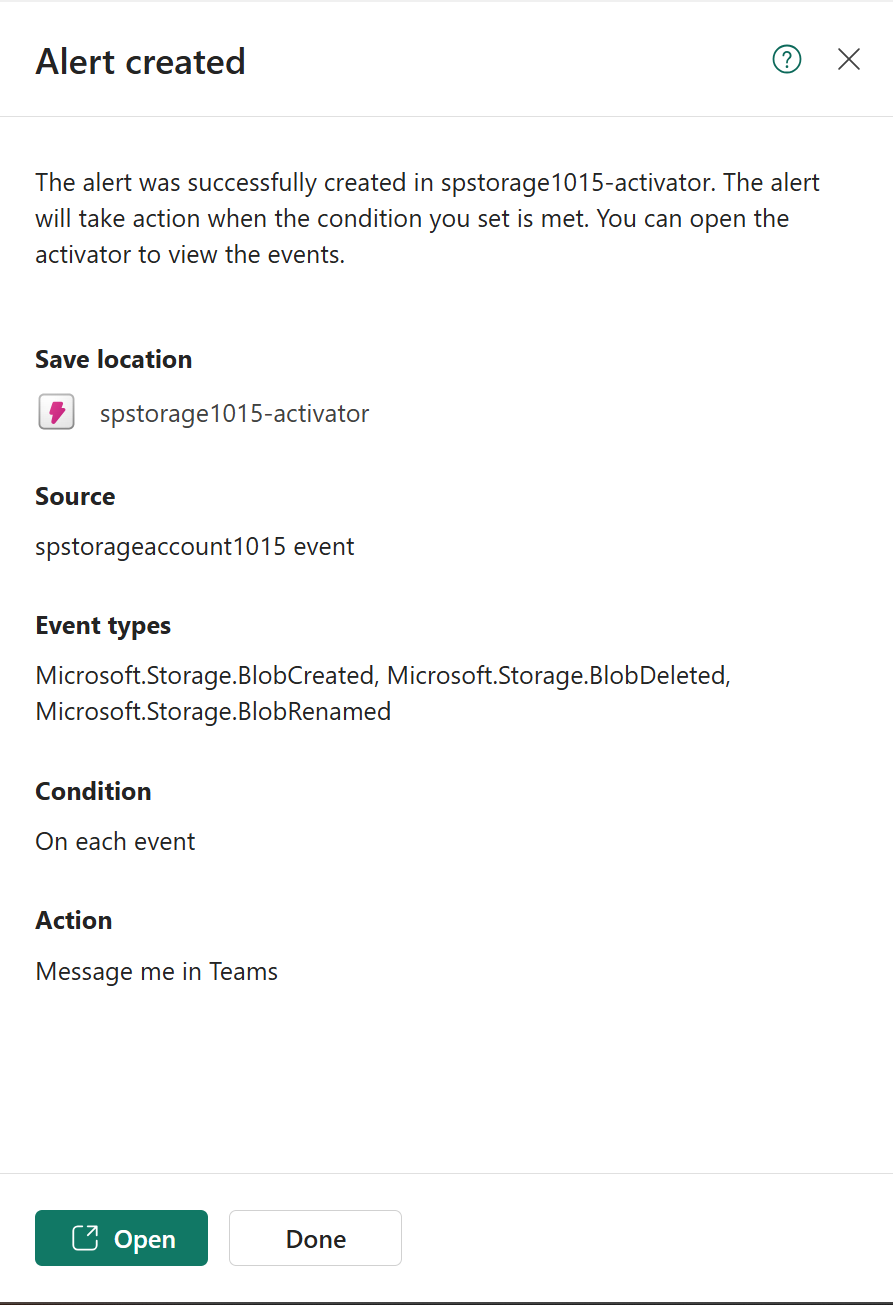 Alert created
?
The alert was successfully created in spstorage1015-activator. The alert
will take action when the condition you set is met. You can open the
activator to view the events.
Save location
spstorage1015-activator
Source
spstorageaccount1015 event
Event types
Microsoft.Storage.BlobCreated, Microsoft.Storage.BlobDeleted,
Microsoft.Storage.BlobRenamed
Condition
On each event
Action
Message me in Teams
Open
Done